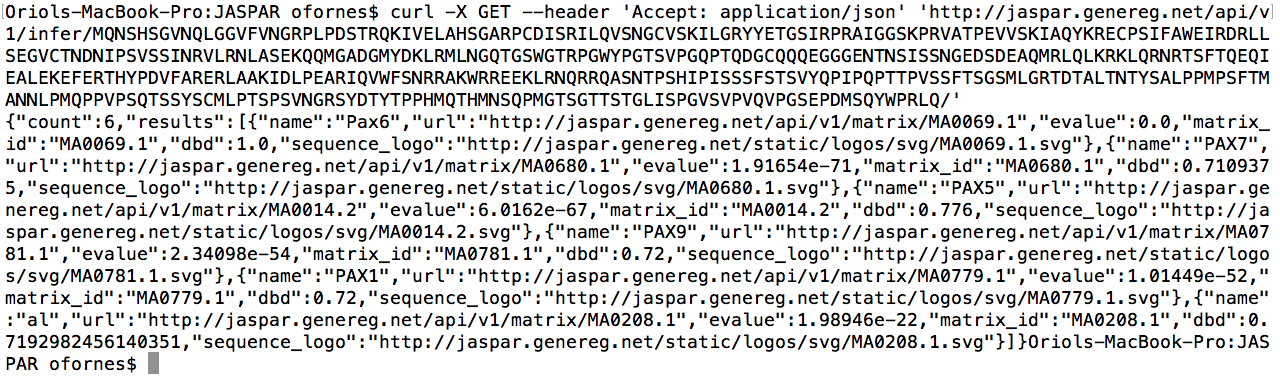 Oriols-MacBook-Pro:JASPAR ofornes$ curl -X GET --header 'Accept: application/json' 'http://jaspar.genereg.net/api/v
1/infer/MQNSHSGVNQLGGVFVNGRPLPDSTRQKIVELAHSGARPCDISRILQVSNGCVSKILGRYYETGSIRPRAIGGSKPRVATPEVVSKIAQYKRECPSIFAWEIRDRLL
SEGVCTNDNIPSVSSINRVLRNLASEKQQMGADGMYDKLRMLNGQTGSWGTRPGWYPGTSVPGQPTQDGCQQQEGGGENTNSISSNGEDSDEAQMRLQLKRKLQRNRTSFTQEQI
EALEKEFERTHYPDVFARERLAAKIDLPEARIQVWFSNRRAKWRREEKLRNQRRQASNTPSHIPISSSFSTSVYQPIPQPTTPVSSFTSGSMLGRTDTALTNTYSALPPMPSFTM
ANNLPMQPPVPSQTSSYSCMLPTSPSVNGRSYDTYTPPHMQTHMNSQPMGTSGTTSTGLISPGVSVPVQVPGSEPDMSQYWPRLQ/'
{"count":6,"results":[{"name":"Pax6","url":"http://jaspar.genereg.net/api/v1/matrix/MA0069.1","evalue":0.0,"matrix_
id":"MA0069.1","dbd":1.0,"sequence_logo":"http://jaspar.genereg.net/static/logos/svg/MA0069.1.svg"},{"name":"PAX7",
"url":"http://jaspar.genereg.net/api/v1/matrix/MA0680.1","evalue":1.91654e-71,"matrix_id":"MA0680.1","dbd":0.710937
5,"sequence_logo":"http://jaspar.genereg.net/static/logos/svg/MA0680.1.svg"},{"name":"PAX5","url":"http://jaspar.ge
nereg.net/api/v1/matrix/MA0014.2","evalue":6.0162e-67,"matrix_id":"MA0014.2","dbd":0.776,"sequence_logo":"http://ja
spar.genereg.net/static/logos/svg/MA0014.2.svg"},{"name":"PAX9","url":"http://jaspar.genereg.net/api/v1/matrix/MA07
81.1","evalue":2.34098e-54,"matrix_id":"MA0781.1","dbd":0.72,"sequence_logo":"http://jaspar.genereg.net/static/logo
s/svg/MA0781.1.svg"},{"name":"PAX1","url":"http://jaspar.genereg.net/api/v1/matrix/MA0779.1","evalue":1.01449e-52,"
matrix_id":"MA0779.1","dbd":0.72,"sequence_logo":"http://jaspar.genereg.net/static/logos/svg/MA0779.1.svg"},{"name"
:"al","url":"http://jaspar.genereg.net/api/v1/matrix/MA0208.1","evalue":1.98946e-22,"matrix_id":"MA0208.1","dbd":0.
7192982456140351,"sequence_logo":"http://jaspar.genereg.net/static/logos/svg/MA0208.1.svg"}]}Oriols-MacBook-Pro:JAS
PAR ofornes$